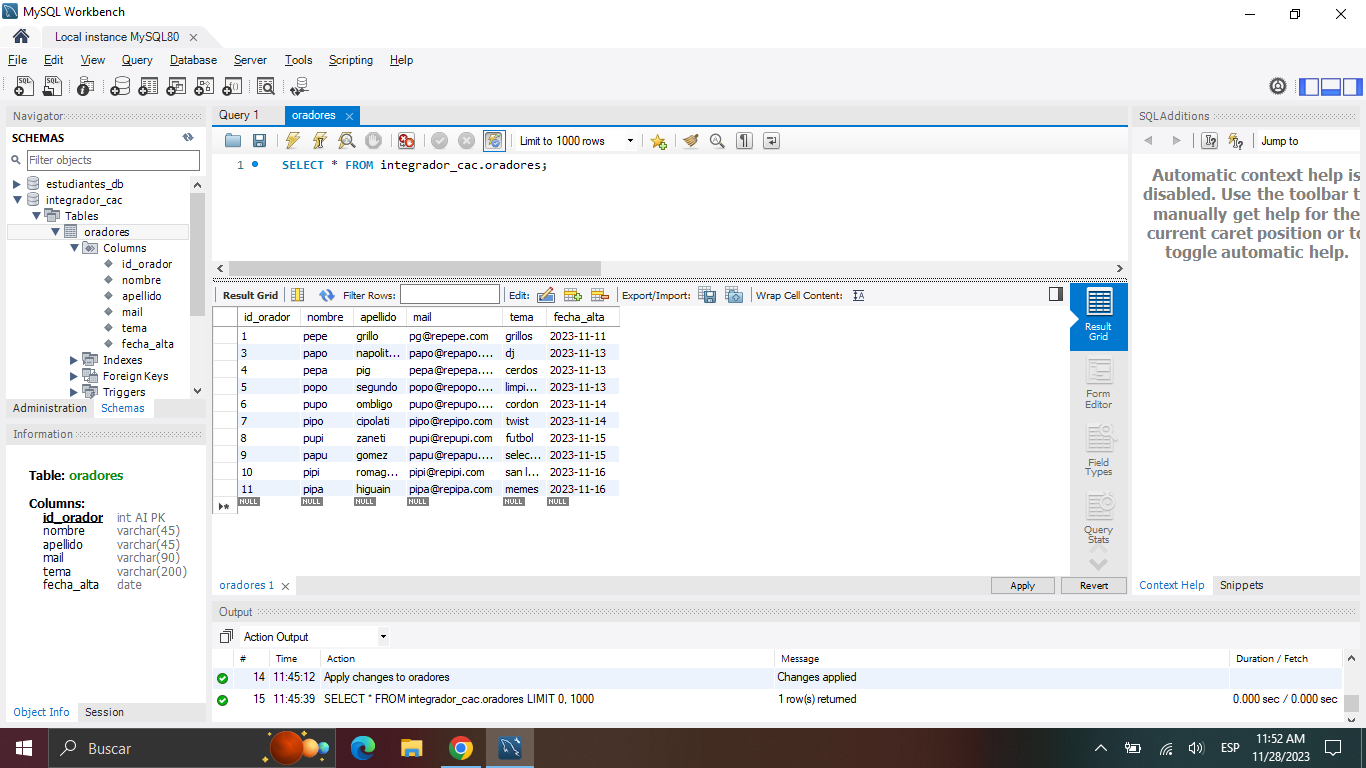 MySQL Workbench
Local instance MySQL80
File Edit View Query Database Server Tools Scripting Help
Navigator
SCHEMAS
Filter objects
estudiantes_db
integrador_cac
Tables
oradores
Columns
id_orador
nombre
apellido
mail
tema
fecha_alta
Indexes
Foreign Keys
Triggers
Administration Schemas
Information
Table: oradores
Columns:
id_orador int AI PK
nombre varchar(45)
apellido varchar(45)
mail varchar(90)
tema varchar(200)
fecha_alta date
Object Info Session
Query 1 oradores
Limit to 1000 rows
1 SELECT * FROM integrador_cac.oradores;
Result Grid Filter Rows: Edit: Export/Import: Wrap Cell Content:
id_orador nombre apellido mail tema fecha_alta
1 pepe grillo pg@repepe.com grillos 2023-11-11
3 papo napolit... papo@repapo.... dj 2023-11-13
4 pepa pig pepa@repepa.... cerdos 2023-11-13
5 popo segundo popo@repopo.... limpi... 2023-11-13
6 pupo ombligo pupo@repupo.... cordon 2023-11-14
7 pipo cipolati pipo@repipo.com twist 2023-11-14
8 pupi zaneti pupi@repupi.com futbol 2023-11-15
9 papu gomez papu@repapu.... selec... 2023-11-15
10 pipi romag... pipi@repipi.com san l... 2023-11-16
11 pipa higuain pipa@repipa.com memes 2023-11-16
NULL NULL NULL NULL NULL NULL
Result
Grid
Form
Editor
Field
Types
Query
Stats
oradores 1
Apply Revert
SQLAdditions
Jump to
Automatic context help is
disabled. Use the toolbar t
manually get help for the
current caret position or to
toggle automatic help.
Context Help Snippets
Output
Action Output
# Time Action Message Duration / Fetch
14 11:45:12 Apply changes to oradores Changes applied
15 11:45:39 SELECT * FROM integrador_cac.oradores LIMIT 0, 1000 1 row(s) returned 0.000 sec / 0.000 sec
Buscar
ESP
11:52 AM
11/28/2023